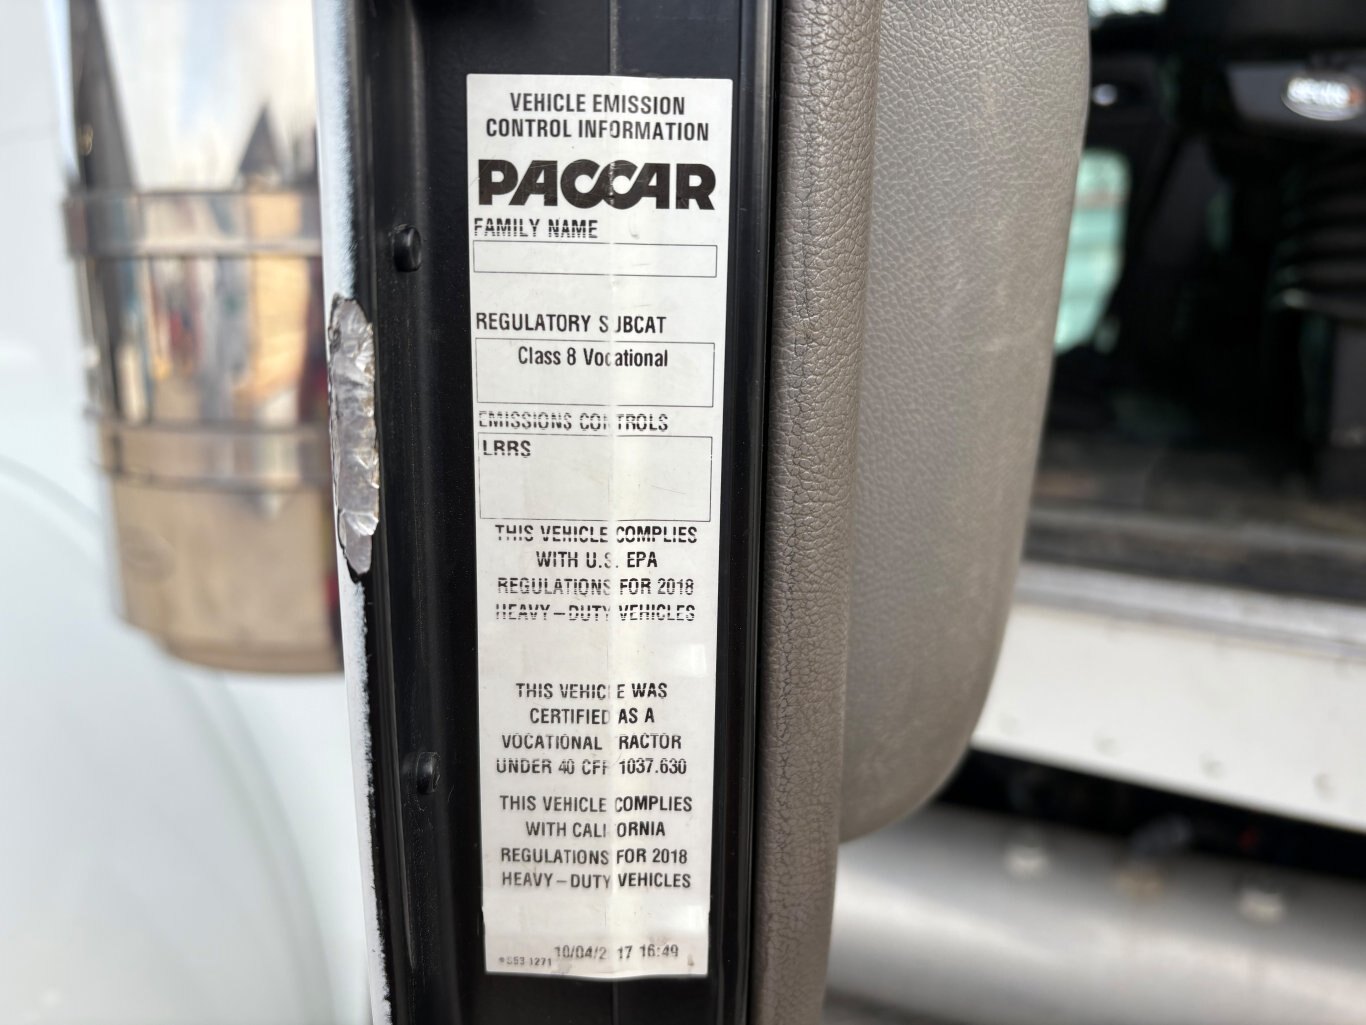 VEHICLE EMISSION
CONTROL INFORMATION
PACCAR
FAMILY NAME
REGULATORY SUBCAT
Class 8 Vocational
EMISSIONS CONTROLS
LRRS
THIS VEHICLE COMPLIES
WITH U.S. EPA
REGULATIONS FOR 2018
HEAVY-DUTY VEHICLES
THIS VEHICLE WAS
CERTIFIED AS A
VOCATIONAL TRACTOR
UNDER 40 CFR 1037.630
THIS VEHICLE COMPLIES
WITH CALIFORNIA
REGULATIONS FOR 2018
HEAVY-DUTY VEHICLES
10/04/2017 16:49